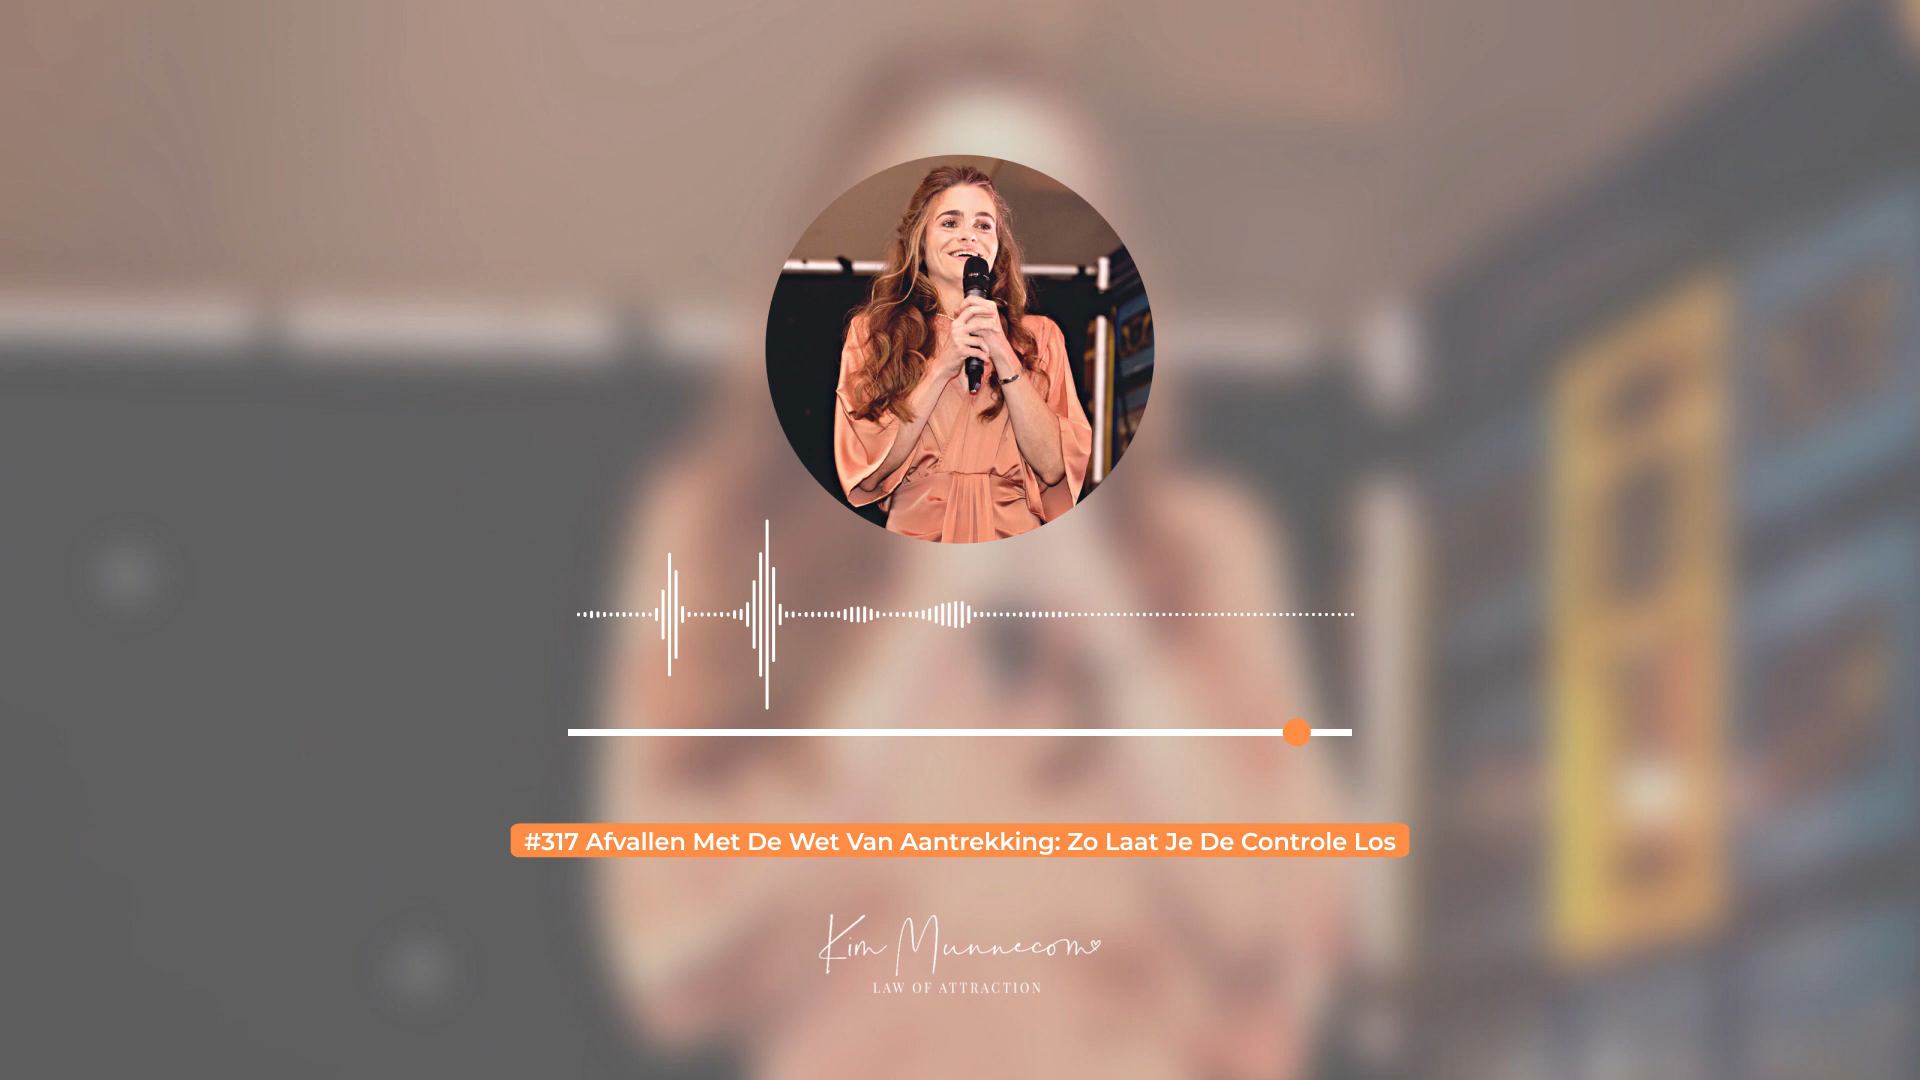 #317 Afvallen Met De Wet Van Aantrekking: Zo Laat Je De Controle Los
Kim Munnecom
LAW OF ATTRACTION